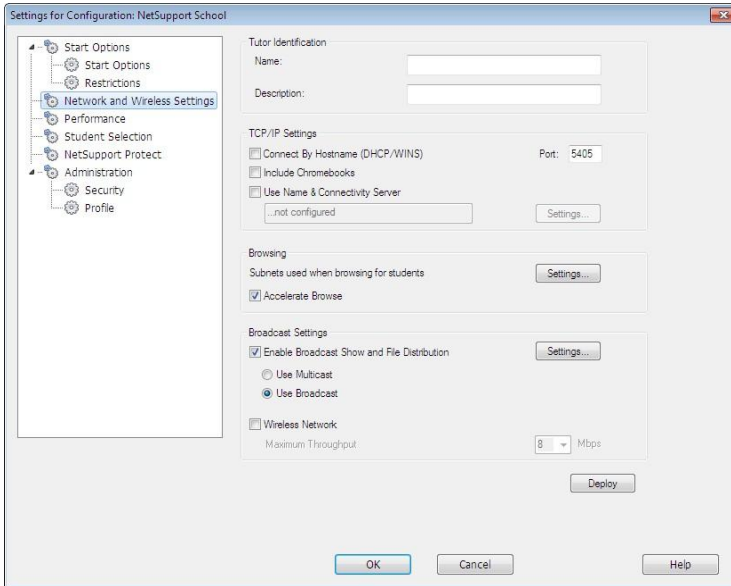 Settings for Configuration: NetSupport School
Start Options
Start Options
Restrictions
Network and Wireless Settings
Performance
Student Selection
NetSupport Protect
Administration
Security
Profile
Tutor Identification
Name:
Description:
TCP/IP Settings
Connect By Hostname (DHCP/WINS) Port: 5405
Include Chromebooks
Use Name & Connectivity Server
...not configured Settings...
Browsing
Subnets used when browsing for students Settings...
Accelerate Browse
Broadcast Settings
Enable Broadcast Show and File Distribution Settings...
Use Multicast
Use Broadcast
Wireless Network
Maximum Throughput 8 Mbps
Deploy
OK Cancel Help